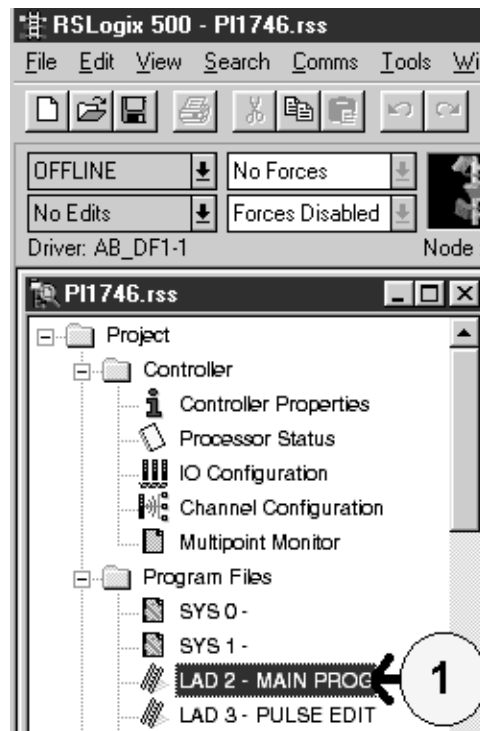 RSLogix 500 - PI1746.rss
File Edit View Search Comms Tools
OFFLINE No Forces
No Edits Forces Disabled
Driver: AB_DF1-1 Node
PI1746.rss
Project
Controller
Controller Properties
Processor Status
IO Configuration
Channel Configuration
Multipoint Monitor
Program Files
SYS 0 -
SYS 1 -
LAD 2 - MAIN PROG 1
LAD 3 - PULSE EDIT